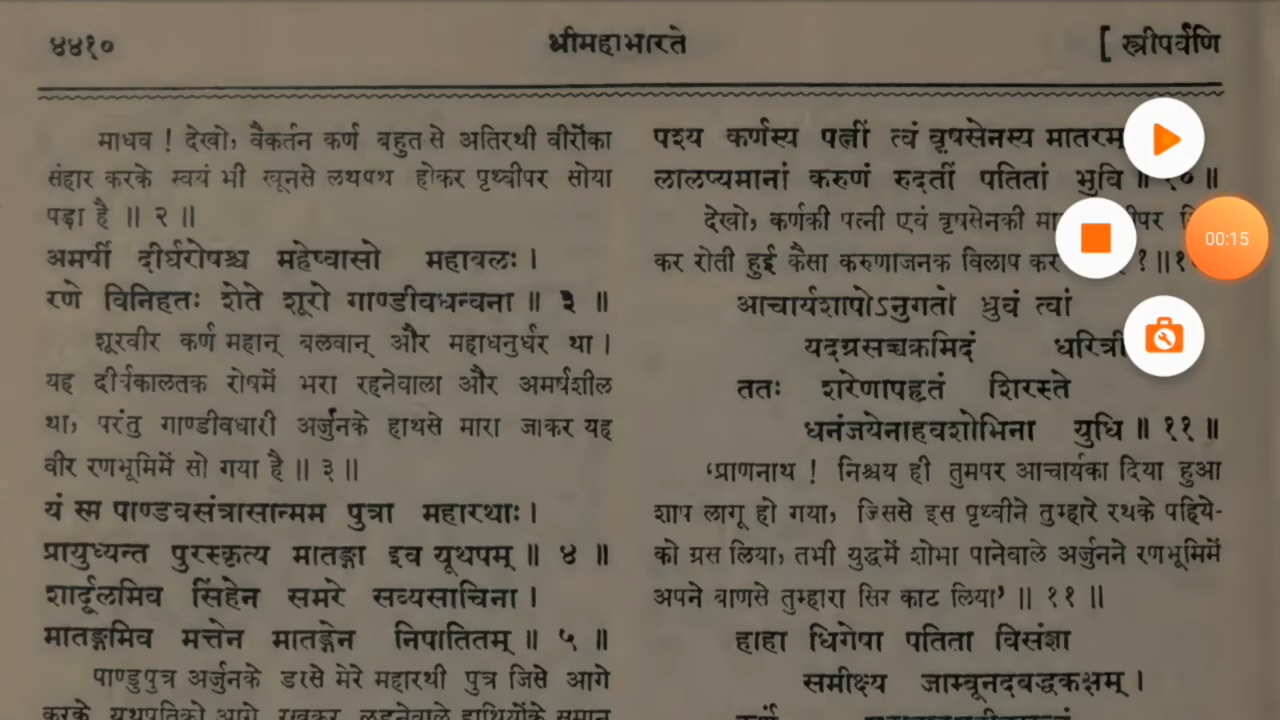 ४४१०
श्रीमहाभारते
[ स्त्रीपर्वणि
माधव ! देखो, वैकर्तन कर्ण बहुत से अतिरथी वीरोंका
संहार करके स्वयं भी खूनसे लथपथ होकर पृथ्वीपर सोया
पड़ा है ॥ २ ॥
अमर्षी दीर्घरोषश्च महेष्वासो महाबलः ।
रणे विनिहतः शेते शूरो गाण्डीवधन्वना ॥ ३ ॥
शूरवीर कर्ण महान् बलवान् और महाधनुर्धर था ।
यह दीर्घकालतक रोषमें भरा रहनेवाला और अमर्षशील
था, परंतु गाण्डीवधारी अर्जुनके हाथसे मारा जाकर यह
वीर रणभूमिमें सो गया है ॥ ३ ॥
यं स्म पाण्डवसंत्रासान्मम पुत्रा महारथाः ।
प्रायुध्यन्त पुरस्कृत्य मातङ्गा इव यूथपम् ॥ ४ ॥
शार्दूलमिव सिंहेन समरे सव्यसाचिना ।
मातङ्गमिव मत्तेन मातङ्गेन निपातितम् ॥ ५ ॥
पाण्डुपुत्र अर्जुनके डरसे मेरे महारथी पुत्र जिसे आगे
करके यूथपतिको आगे रखकर लड़नेवाले हाथियोंके समान
पश्य कर्णस्य पत्नीं त्वं वृषसेनस्य मातरम्
लालप्यमानां करुणं रुदतीं पतितां भुवि ॥ १० ॥
देखो, कर्णकी पत्नी एवं वृषसेनकी
कर रोती हुई कैसा करुणाजनक विलाप कर
आचार्यशापोऽनुगतो ध्रुवं त्वां
यदग्रसच्चक्रमिदं धरित्री
ततः शरेणापहृतं शिरस्ते
धनंजयेनाहवशोभिना युधि ॥ ११ ॥
‘प्राणनाथ ! निश्चय ही तुमपर आचार्यका दिया हुआ
शाप लागू हो गया, जिससे इस पृथ्वीने तुम्हारे रथके पहिये-
को ग्रस लिया, तभी युद्धमें शोभा पानेवाले अर्जुनने रणभूमिमें
अपने बाणसे तुम्हारा सिर काट लिया’ ॥ ११ ॥
हाहा धिगेषा पतिता विसंज्ञा
समीक्ष्य जाम्बूनदबद्धकक्षम् ।
00:15